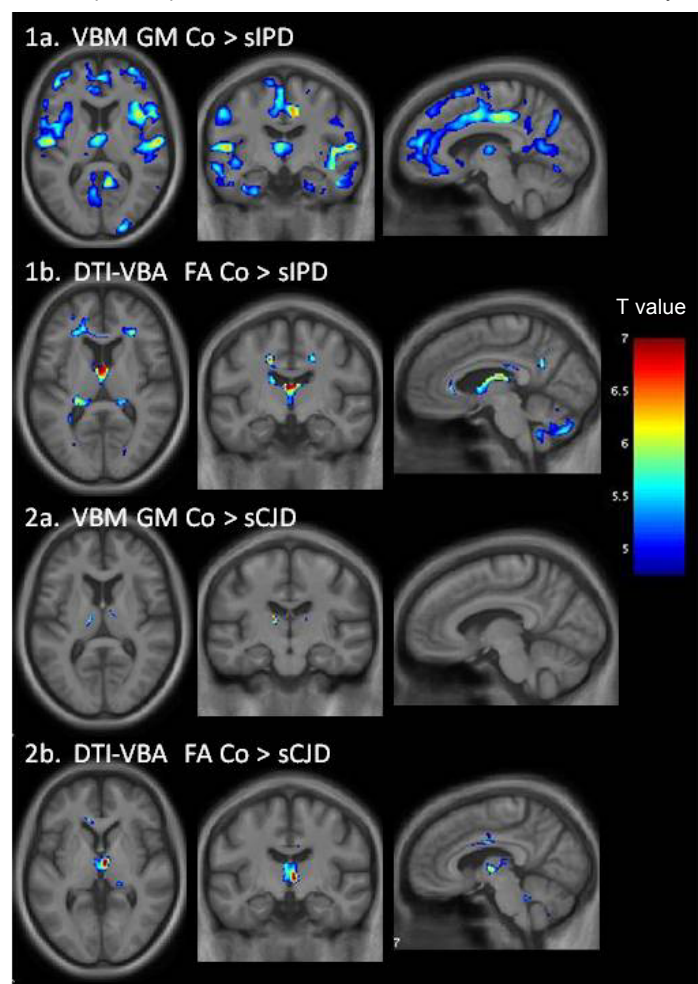 1a. VBM GM Co > sIPD
1b. DTI-VBA FA Co > sIPD
T value
7
6.5
6
5.5
5
2a. VBM GM Co > sCJD
2b. DTI-VBA FA Co > sCJD
7